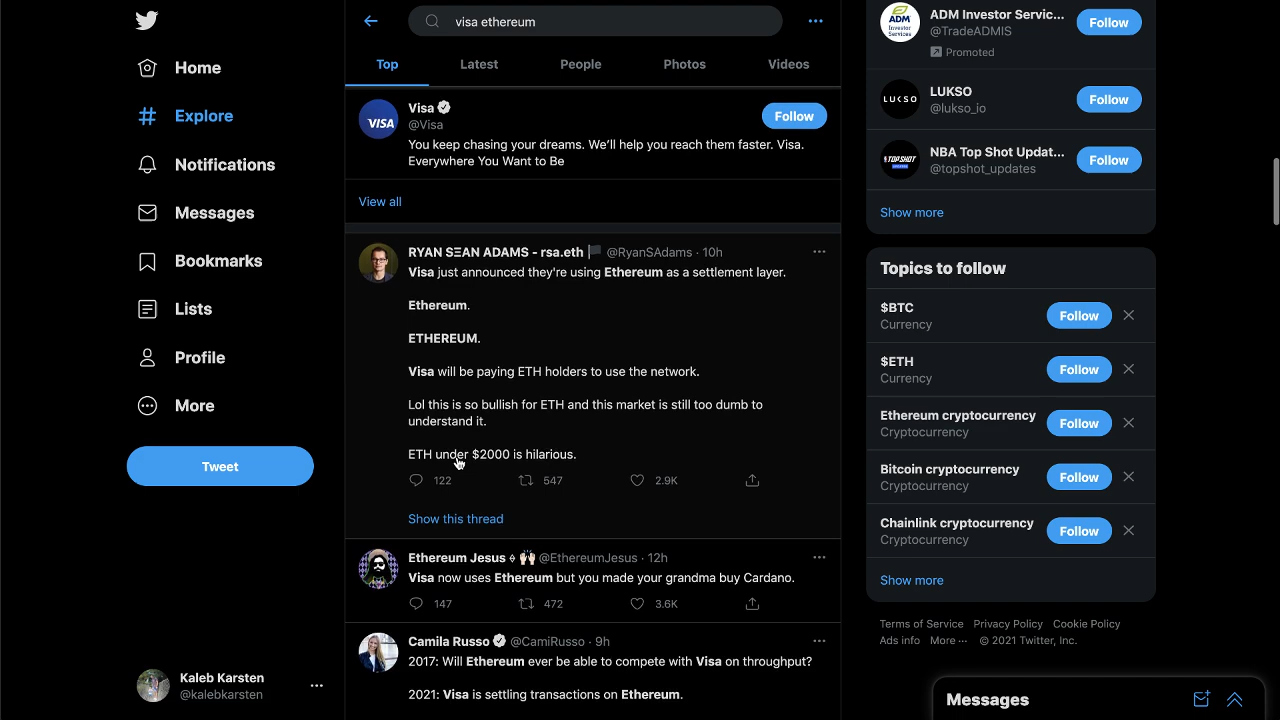 visa ethereum
Home
Explore
Notifications
Messages
Bookmarks
Lists
Profile
More
Tweet
Kaleb Karsten
@kalebkarsten
Top Latest People Photos Videos
VISA
Visa
@Visa
Follow
You keep chasing your dreams. We'll help you reach them faster. Visa.
Everywhere You Want to Be
View all
RYAN SΞAN ADAMS - rsa.eth 🏴 @RyanSAdams · 10h
Visa just announced they're using Ethereum as a settlement layer.
Ethereum.
ETHEREUM.
Visa will be paying ETH holders to use the network.
Lol this is so bullish for ETH and this market is still too dumb to
understand it.
ETH under $2000 is hilarious.
122 547 2.9K
Show this thread
Ethereum Jesus 🙌🏻 @EthereumJesus · 12h
Visa now uses Ethereum but you made your grandma buy Cardano.
147 472 3.6K
Camila Russo @CamiRusso · 9h
2017: Will Ethereum ever be able to compete with Visa on throughput?
2021: Visa is settling transactions on Ethereum.
ADM
Investor
Services
ADM Investor Servic...
@TradeADMIS
Promoted
Follow
LUKSO
LUKSO
@lukso_io
Follow
TOP SHOT
NBA Top Shot Updat...
@topshot_updates
Follow
Show more
Topics to follow
$BTC
Currency
Follow
$ETH
Currency
Follow
Ethereum cryptocurrency
Cryptocurrency
Follow
Bitcoin cryptocurrency
Cryptocurrency
Follow
Chainlink cryptocurrency
Cryptocurrency
Follow
Show more
Terms of Service Privacy Policy Cookie Policy
Ads info More ··· © 2021 Twitter, Inc.
Messages